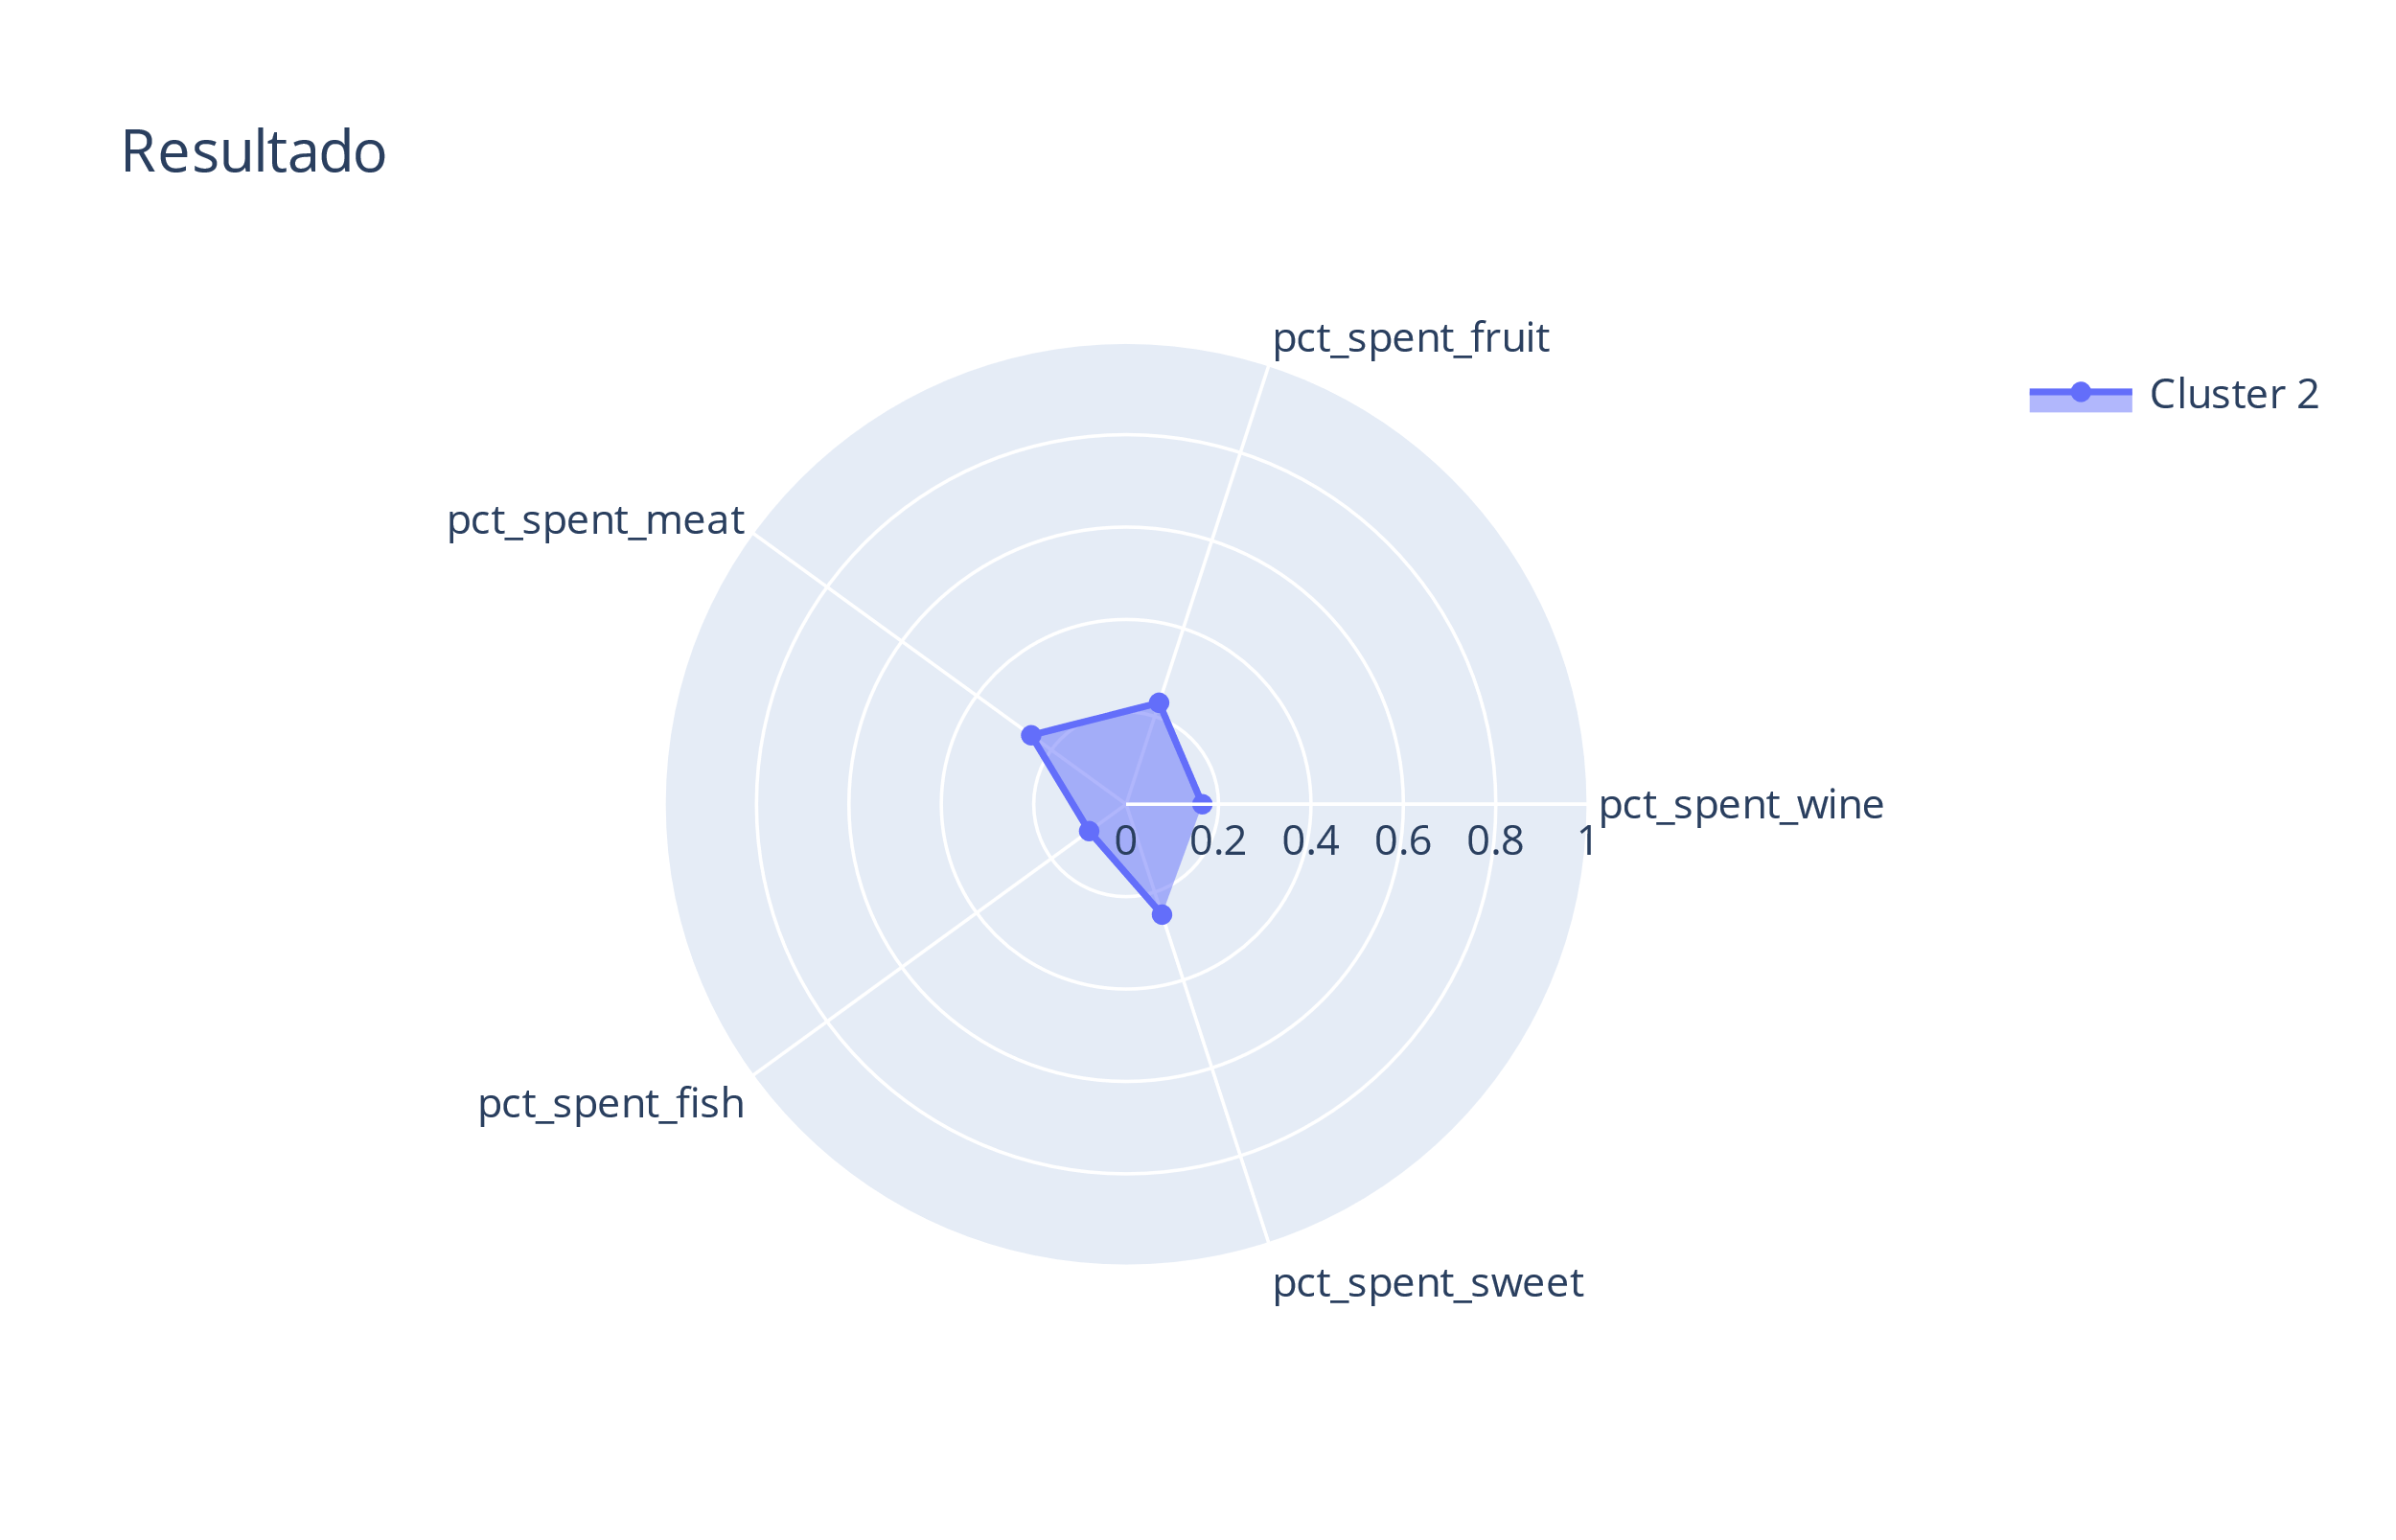 Resultado
pct_spent_fruit
Cluster 2
pct_spent_meat
pct_spent_wine
0 0.2 0.4 0.6 0.8 1
pct_spent_fish
pct_spent_sweet